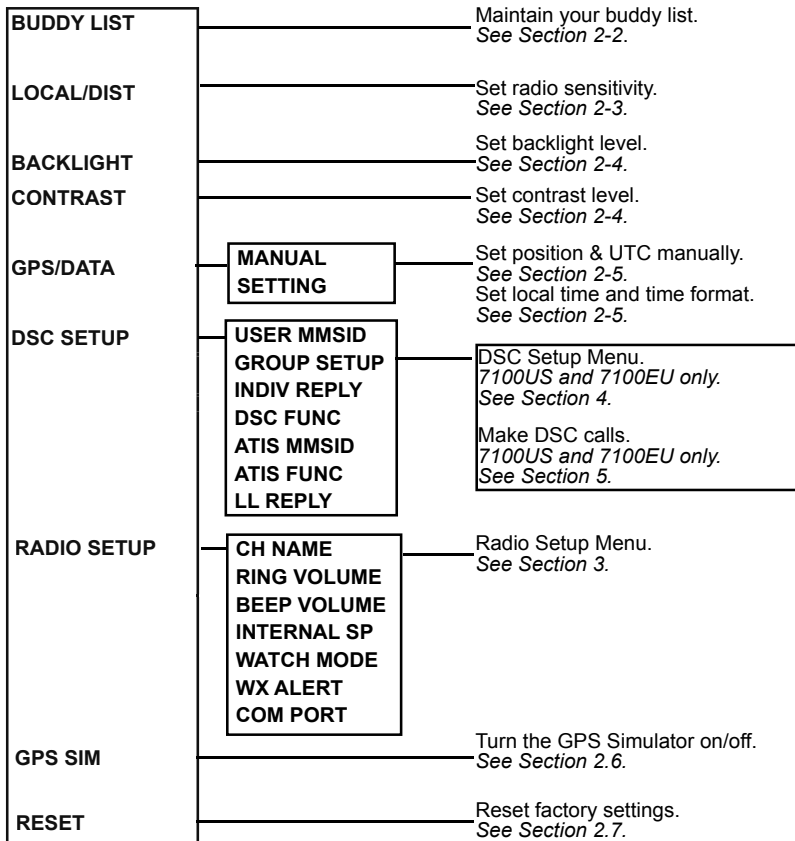 BUDDY LIST
Maintain your buddy list.
See Section 2-2.
LOCAL/DIST
Set radio sensitivity.
See Section 2-3.
BACKLIGHT
Set backlight level.
See Section 2-4.
CONTRAST
Set contrast level.
See Section 2-4.
GPS/DATA
MANUAL
SETTING
Set position & UTC manually.
See Section 2-5.
Set local time and time format.
See Section 2-5.
DSC SETUP
USER MMSID
GROUP SETUP
INDIV REPLY
DSC FUNC
ATIS MMSID
ATIS FUNC
LL REPLY
DSC Setup Menu.
7100US and 7100EU only.
See Section 4.
Make DSC calls.
7100US and 7100EU only.
See Section 5.
RADIO SETUP
CH NAME
RING VOLUME
BEEP VOLUME
INTERNAL SP
WATCH MODE
WX ALERT
COM PORT
Radio Setup Menu.
See Section 3.
GPS SIM
Turn the GPS Simulator on/off.
See Section 2.6.
RESET
Reset factory settings.
See Section 2.7.